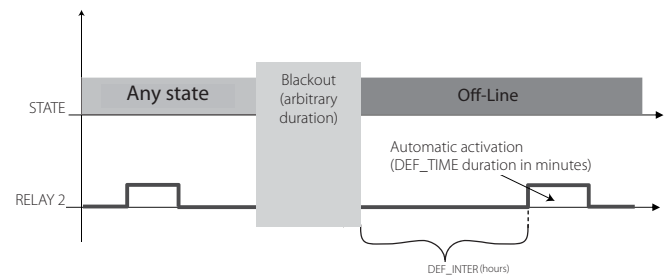 Blackout
(arbitrary
duration)
Any state
Off-Line
STATE
Automatic activation
(DEF_TIME duration in minutes)
RELAY 2
DEF_INTER (hours)